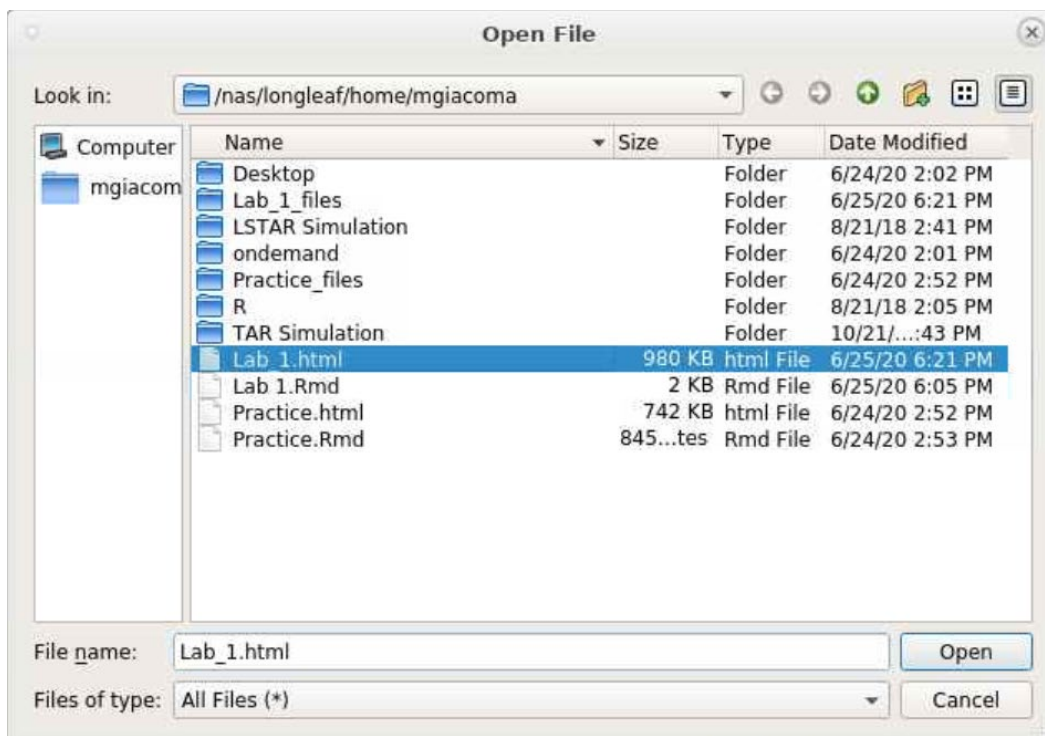 Open File
Look in: /nas/longleaf/home/mgiacoma
Computer
mgiacom
Name Size Type Date Modified
Desktop Folder 6/24/20 2:02 PM
Lab_1_files Folder 6/25/20 6:21 PM
LSTAR Simulation Folder 8/21/18 2:41 PM
ondemand Folder 6/24/20 2:01 PM
Practice_files Folder 6/24/20 2:52 PM
R Folder 8/21/18 2:05 PM
TAR Simulation Folder 10/21/...:43 PM
Lab_1.html 980 KB html File 6/25/20 6:21 PM
Lab 1.Rmd 2 KB Rmd File 6/25/20 6:05 PM
Practice.html 742 KB html File 6/24/20 2:52 PM
Practice.Rmd 845...tes Rmd File 6/24/20 2:53 PM
File name: Lab_1.html Open
Files of type: All Files (*) Cancel